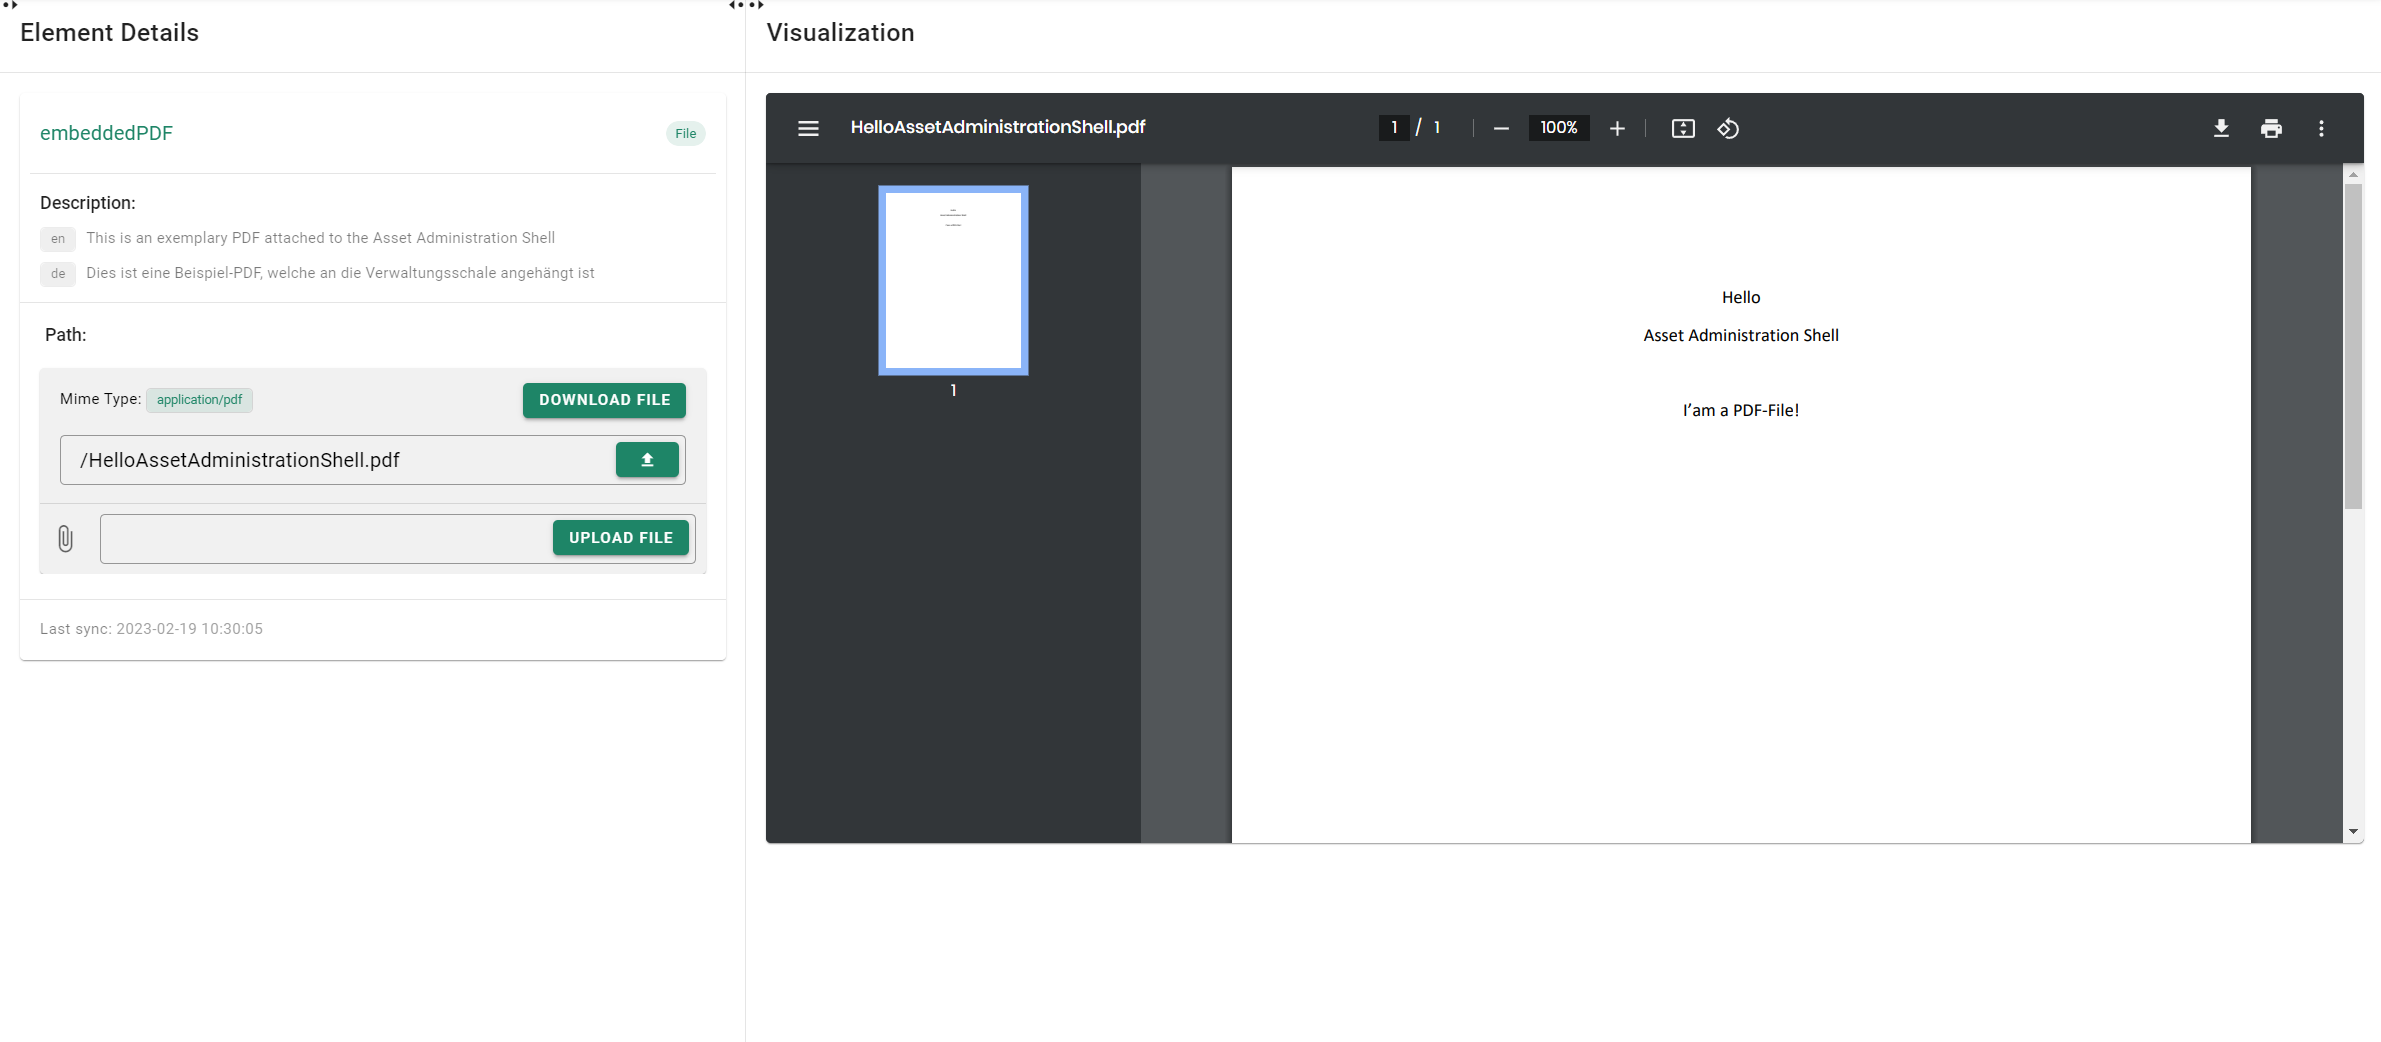 Element Details
embeddedPDF
File
Description:
en This is an exemplary PDF attached to the Asset Administration Shell
de Dies ist eine Beispiel-PDF, welche an die Verwaltungsschale angehängt ist
Path:
Mime Type: application/pdf
DOWNLOAD FILE
/HelloAssetAdministrationShell.pdf
UPLOAD FILE
Last sync: 2023-02-19 10:30:05
Visualization
HelloAssetAdministrationShell.pdf
1 / 1
100%
1
Hello
Asset Administration Shell
I’am a PDF-File!